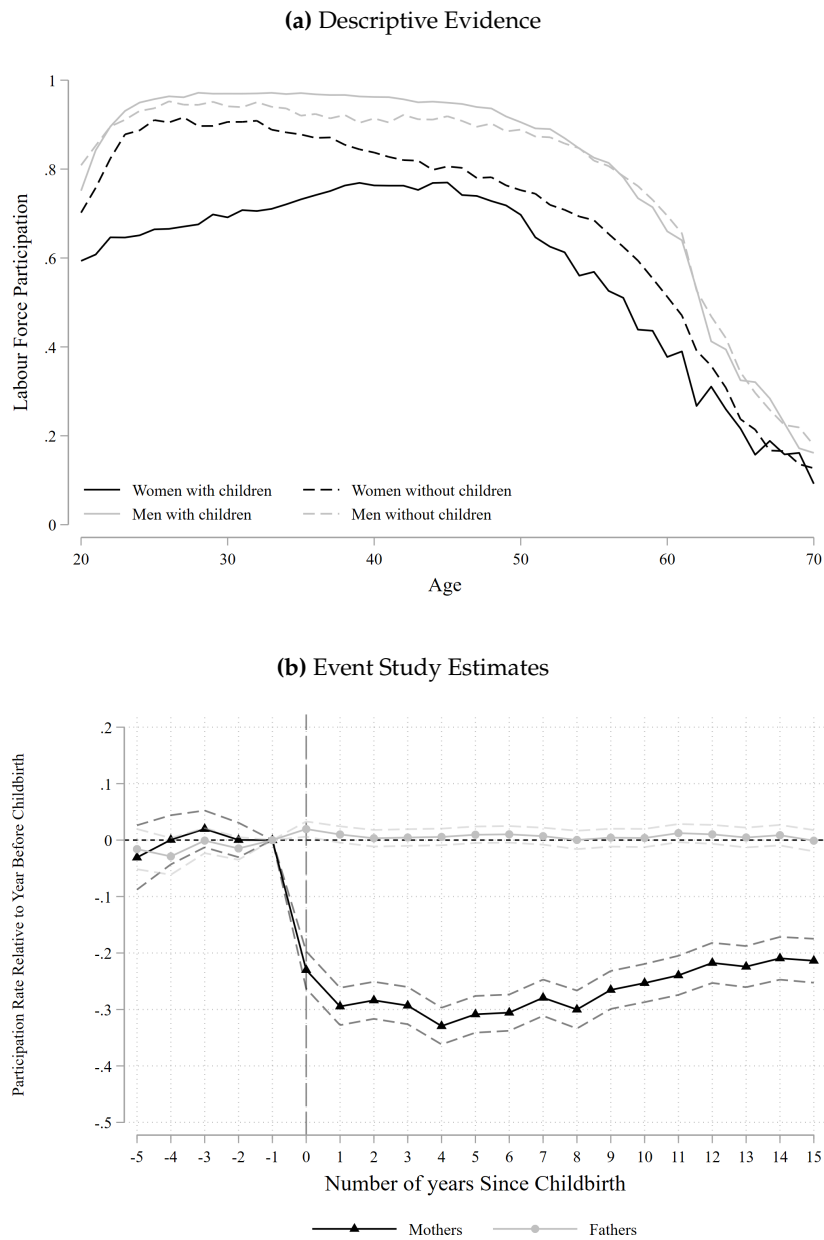 (a) Descriptive Evidence
1
.8
.6
.4
.2
0
Labour Force Participation
Women with children
Women without children
Men with children
Men without children
20 30 40 50 60 70
Age
(b) Event Study Estimates
.2
.1
0
-.1
-.2
-.3
-.4
-.5
Participation Rate Relative to Year Before Childbirth
-5 -4 -3 -2 -1 0 1 2 3 4 5 6 7 8 9 10 11 12 13 14 15
Number of years Since Childbirth
Mothers
Fathers